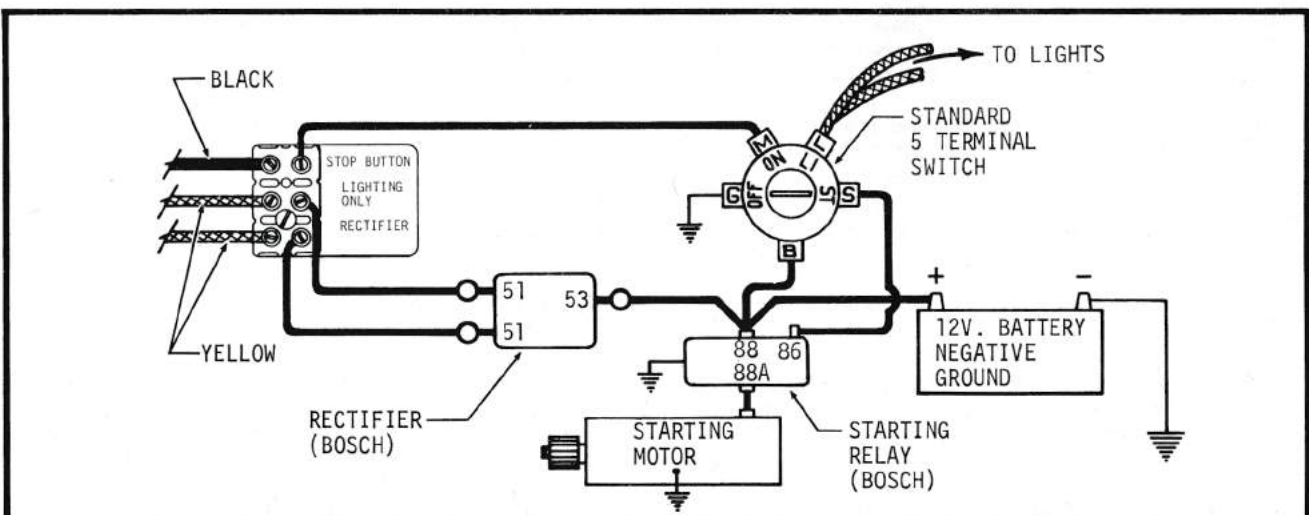 TO LIGHTS
BLACK
STANDARD
5 TERMINAL
SWITCH
M
ON
L
LI
STOP BUTTON
LIGHTING
ONLY
RECTIFIER
G
OFF
ST
S
B
+
-
51
53
51
88
86
88A
12V. BATTERY
NEGATIVE
GROUND
YELLOW
RECTIFIER
(BOSCH)
STARTING
MOTOR
STARTING
RELAY
(BOSCH)